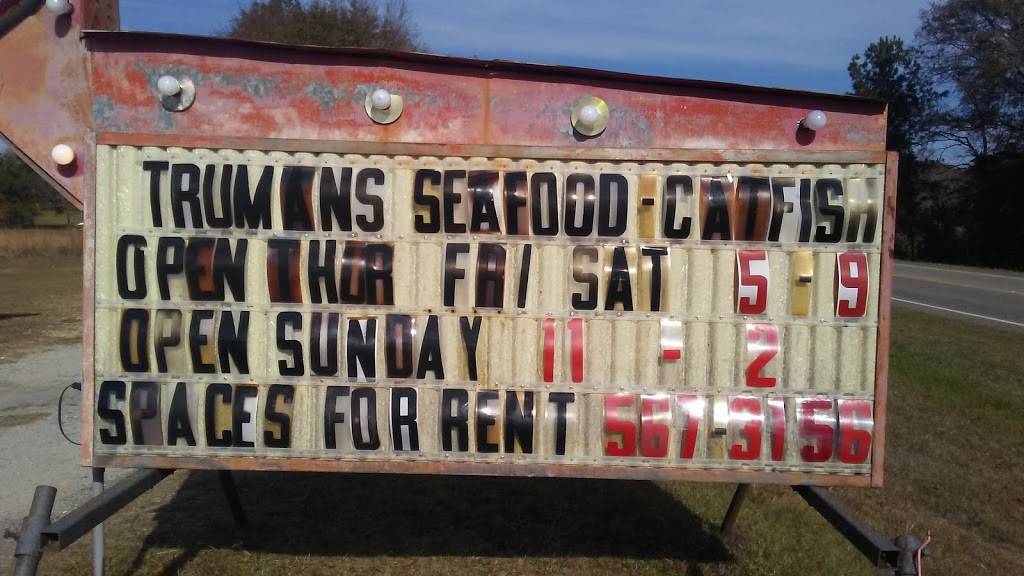 TRUMANS SEAFOOD - CATFISH
OPEN THUR FRI SAT 5 - 9
OPEN SUNDAY 11 - 2
SPACES FOR RENT 567-3156